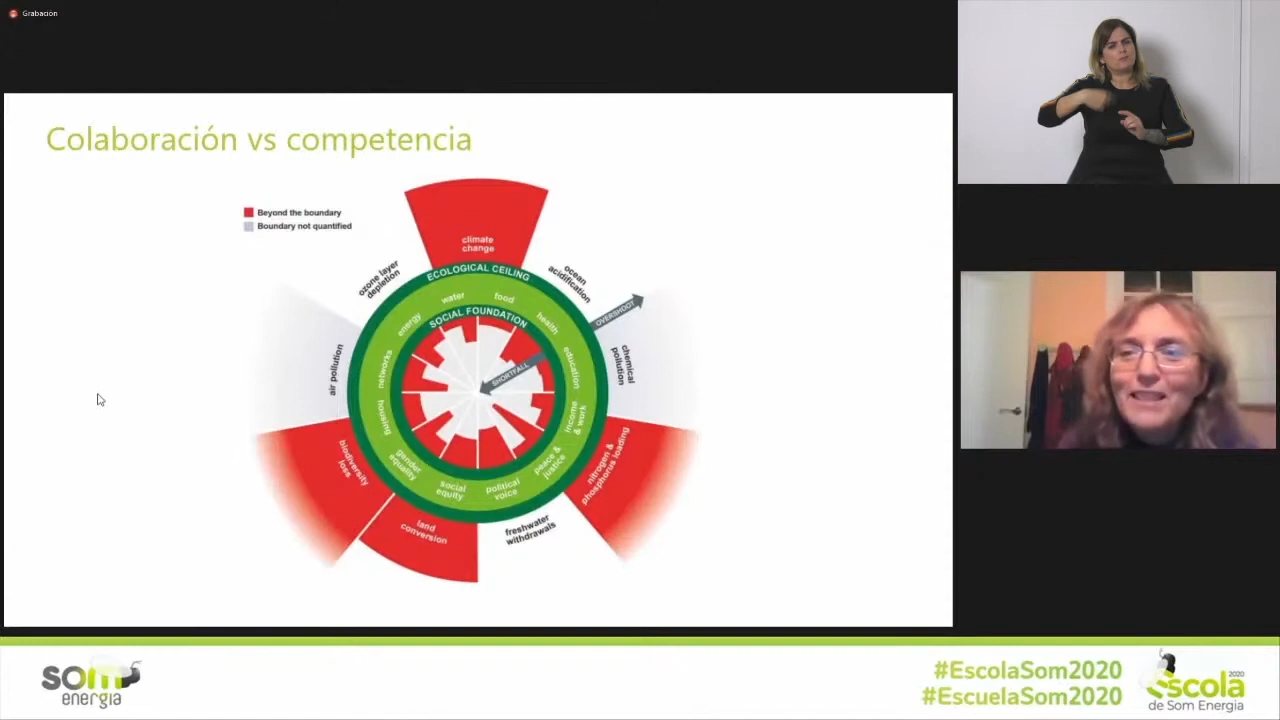 Grabación
Colaboración vs competencia
Beyond the boundary
Boundary not quantified
climate
change
ECOLOGICAL CEILING
ozone layer
depletion
ocean
acidification
OVERSHOOT
water
food
energy
health
SOCIAL FOUNDATION
networks
education
SHORTFALL
air pollution
chemical
pollution
housing
income
& work
gender
equality
peace &
justice
social
equity
political
voice
biodiversity
loss
nitrogen &
phosphorus loading
land
conversion
freshwater
withdrawals
som
energia
#EscolaSom2020
#EscuelaSom2020
2020
escola
de Som Energia